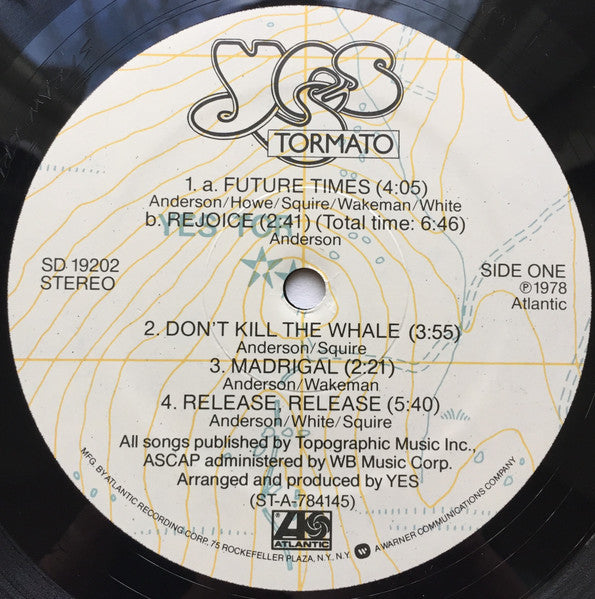 YES
TORMATO
1. a. FUTURE TIMES (4:05)
Anderson/Howe/Squire/Wakeman/White
b. REJOICE (2:41) (Total time: 6:46)
Anderson
YES TOR
SD 19202
STEREO
SIDE ONE
℗1978
Atlantic
2. DON'T KILL THE WHALE (3:55)
Anderson/Squire
3. MADRIGAL (2:21)
Anderson/Wakeman
4. RELEASE, RELEASE (5:40)
Anderson/White/Squire
All songs published by Topographic Music Inc.,
ASCAP administered by WB Music Corp.
Arranged and produced by YES
(ST-A-784145)
ATLANTIC
MFG. BY ATLANTIC RECORDING CORP., 75 ROCKEFELLER PLAZA, N.Y. N.Y. A WARNER COMMUNICATIONS COMPANY